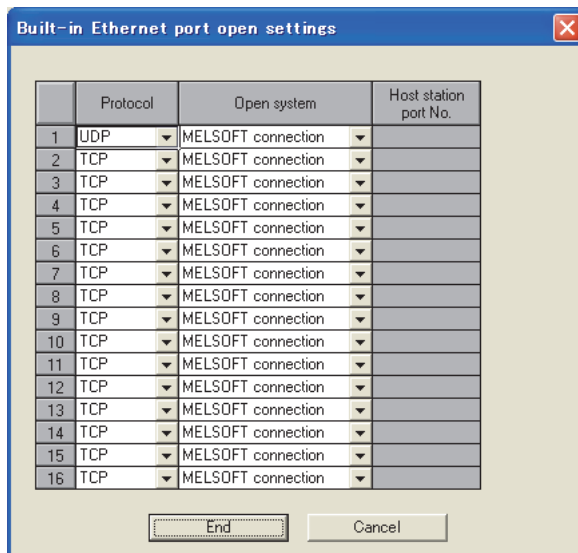 Built-in Ethernet port open settings
Protocol Open system Host station port No.
1 UDP MELSOFT connection
2 TCP MELSOFT connection
3 TCP MELSOFT connection
4 TCP MELSOFT connection
5 TCP MELSOFT connection
6 TCP MELSOFT connection
7 TCP MELSOFT connection
8 TCP MELSOFT connection
9 TCP MELSOFT connection
10 TCP MELSOFT connection
11 TCP MELSOFT connection
12 TCP MELSOFT connection
13 TCP MELSOFT connection
14 TCP MELSOFT connection
15 TCP MELSOFT connection
16 TCP MELSOFT connection
End Cancel